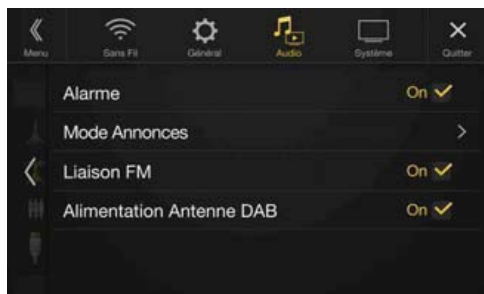 Menu Sans Fil Général Audio Système Quitter
Alarme On
Mode Annonces
Liaison FM On
Alimentation Antenne DAB On